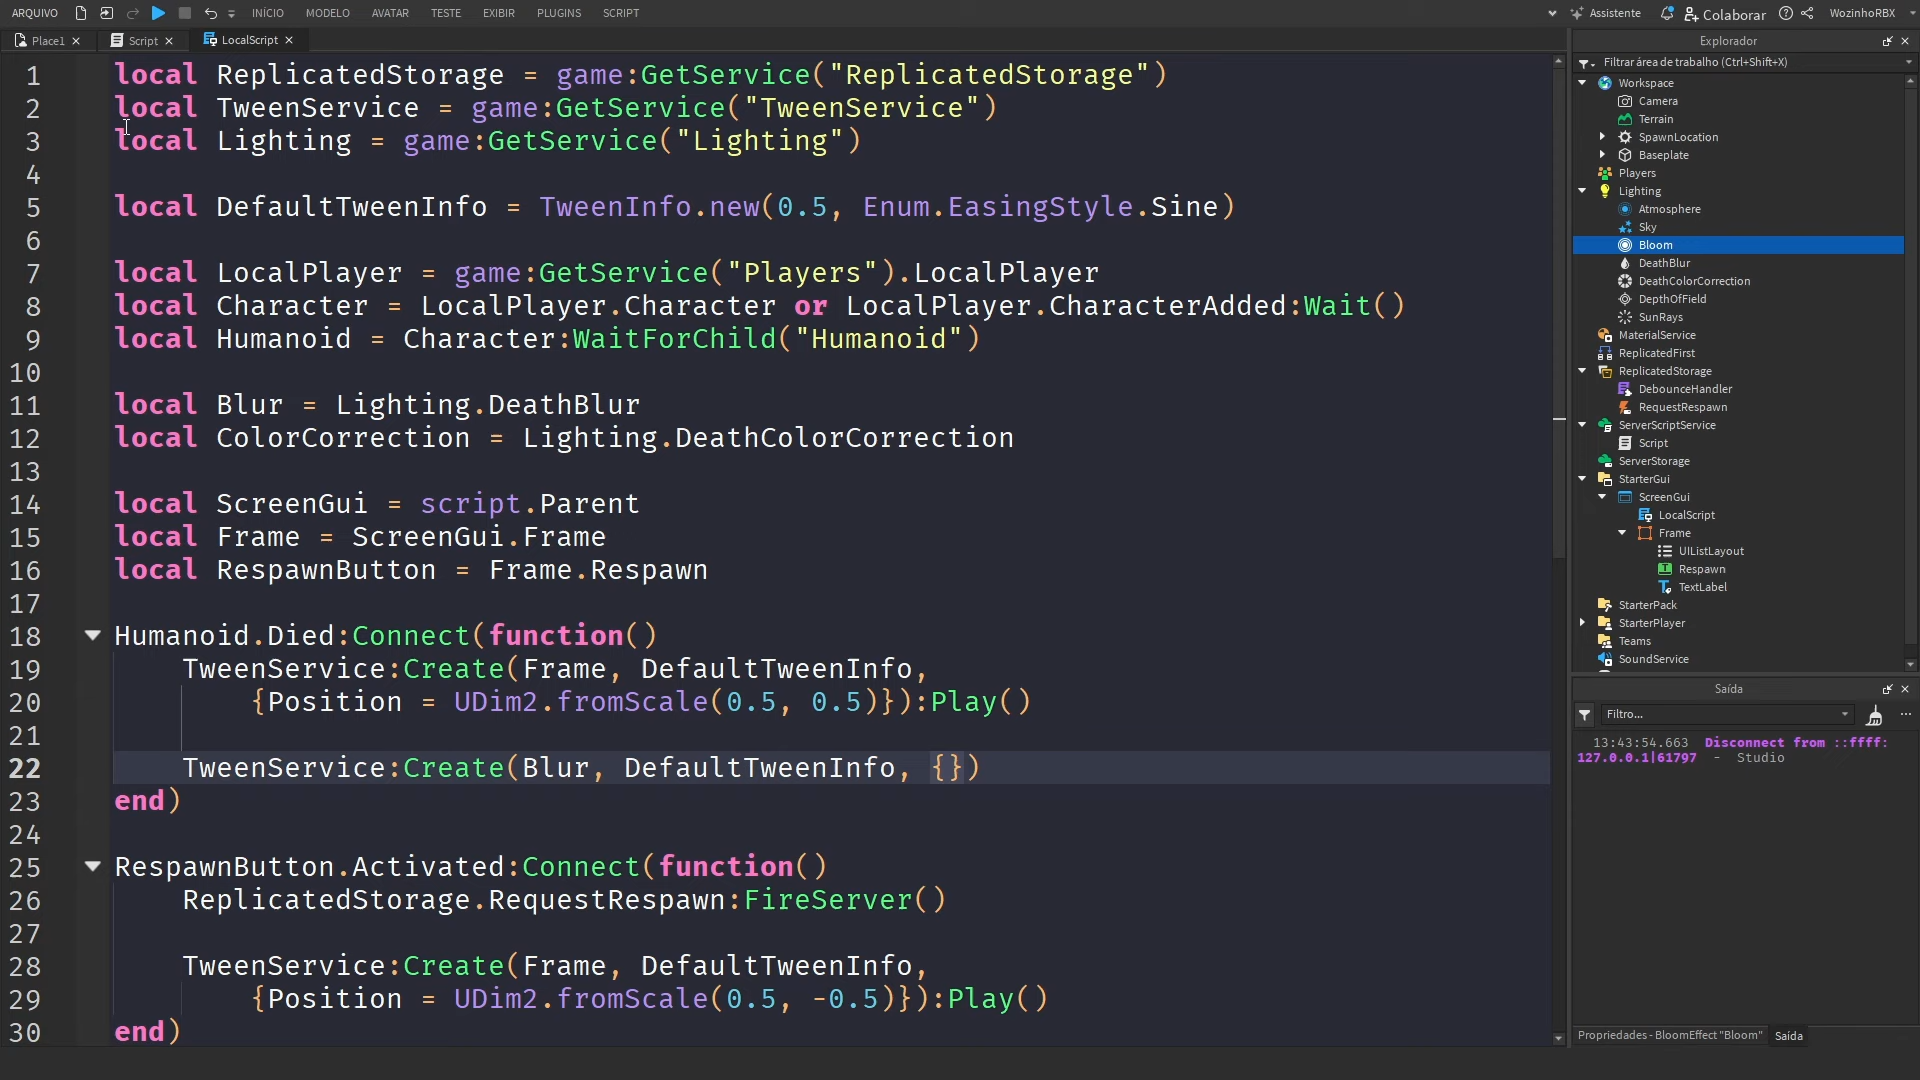 ARQUIVO INÍCIO MODELO AVATAR TESTE EXIBIR PLUGINS SCRIPT Assistente Colaborar WozinhoRBX
Place1 Script LocalScript
1 local ReplicatedStorage = game:GetService("ReplicatedStorage")
2 local TweenService = game:GetService("TweenService")
3 local Lighting = game:GetService("Lighting")
4
5 local DefaultTweenInfo = TweenInfo.new(0.5, Enum.EasingStyle.Sine)
6
7 local LocalPlayer = game:GetService("Players").LocalPlayer
8 local Character = LocalPlayer.Character or LocalPlayer.CharacterAdded:Wait()
9 local Humanoid = Character:WaitForChild("Humanoid")
10
11 local Blur = Lighting.DeathBlur
12 local ColorCorrection = Lighting.DeathColorCorrection
13
14 local ScreenGui = script.Parent
15 local Frame = ScreenGui.Frame
16 local RespawnButton = Frame.Respawn
17
18 Humanoid.Died:Connect(function()
19 TweenService:Create(Frame, DefaultTweenInfo,
20 {Position = UDim2.fromScale(0.5, 0.5)}):Play()
21
22 TweenService:Create(Blur, DefaultTweenInfo, {})
23 end)
24
25 RespawnButton.Activated:Connect(function()
26 ReplicatedStorage.RequestRespawn:FireServer()
27
28 TweenService:Create(Frame, DefaultTweenInfo,
29 {Position = UDim2.fromScale(0.5, -0.5)}):Play()
30 end)
Explorador
Filtrar área de trabalho (Ctrl+Shift+X)
Workspace
Camera
Terrain
SpawnLocation
Baseplate
Players
Lighting
Atmosphere
Sky
Bloom
DeathBlur
DeathColorCorrection
DepthOfField
SunRays
MaterialService
ReplicatedFirst
ReplicatedStorage
DebounceHandler
RequestRespawn
ServerScriptService
Script
ServerStorage
StarterGui
ScreenGui
LocalScript
Frame
UIListLayout
Respawn
TextLabel
StarterPack
StarterPlayer
Teams
SoundService
Saída
Filtro...
13:43:54.663 Disconnect from ::ffff:
127.0.0.1|61797 - Studio
Propriedades - BloomEffect "Bloom" Saída